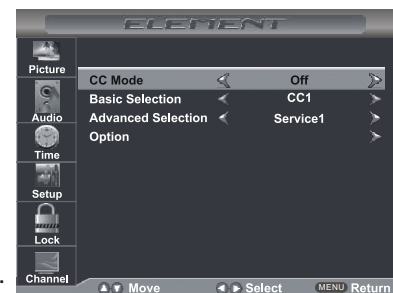 ELEMENT
Picture
Audio
Time
Setup
Lock
Channel
CC Mode Off
Basic Selection CC1
Advanced Selection Service1
Option
Move Select MENU Return